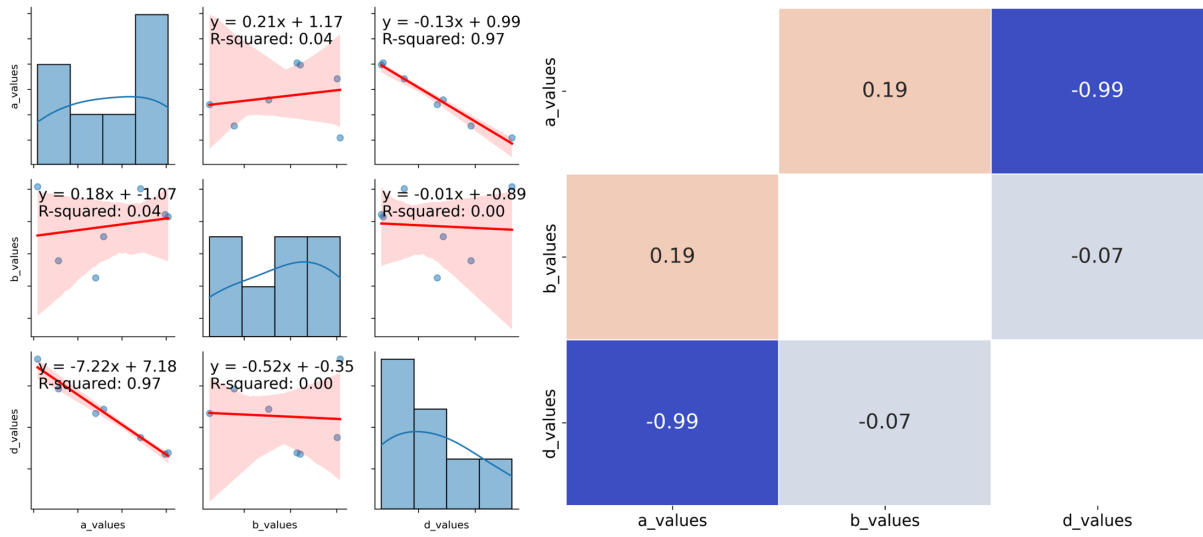 a_values
y = 0.21x + 1.17
R-squared: 0.04
y = -0.13x + 0.99
R-squared: 0.97
b_values
y = 0.18x + -1.07
R-squared: 0.04
y = -0.01x + -0.89
R-squared: 0.00
d_values
y = -7.22x + 7.18
R-squared: 0.97
y = -0.52x + -0.35
R-squared: 0.00
a_values
b_values
d_values
a_values
0.19
-0.99
b_values
0.19
-0.07
d_values
-0.99
-0.07
a_values
b_values
d_values